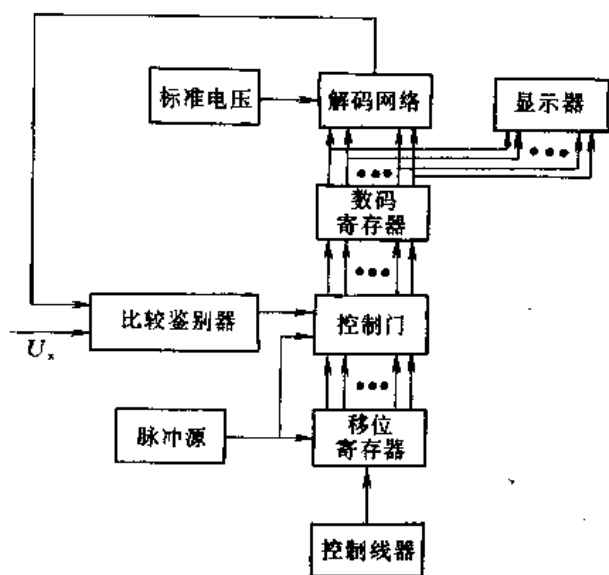 标准电压
解码网络
显示器
数码
寄存器
比较鉴别器
控制门
Uₓ
脉冲源
移位
寄存器
控制线器